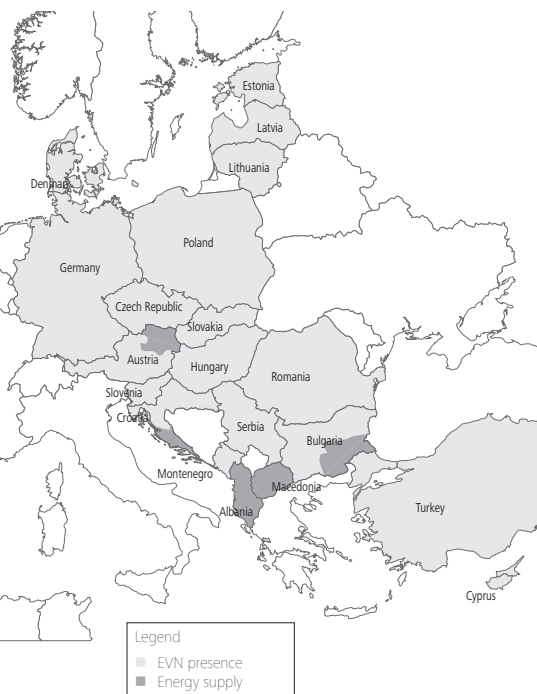 Estonia
Latvia
Lithuania
Denmark
Poland
Germany
Czech Republic
Slovakia
Austria
Hungary
Romania
Slovenia
Croatia
Serbia
Bulgaria
Montenegro
Macedonia
Albania
Turkey
Cyprus
Legend
EVN presence
Energy supply